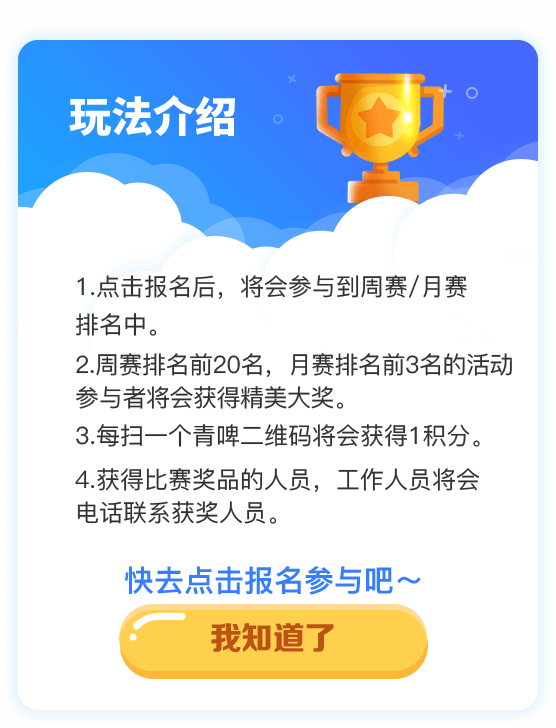 玩法介绍
1.点击报名后，将会参与到周赛/月赛
排名中。
2.周赛排名前20名，月赛排名前3名的活动
参与者将会获得精美大奖。
3.每扫一个青啤二维码将会获得1积分。
4.获得比赛奖品的人员，工作人员将会
电话联系获奖人员。
快去点击报名参与吧～
我知道了